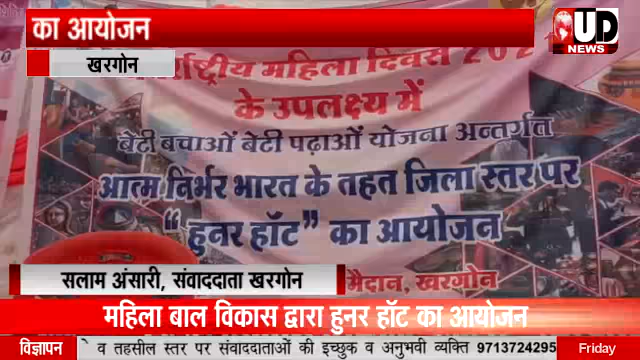 का आयोजन
UD
NEWS
खरगोन
महिला दिवस
के उपलक्ष्य में
बेटी बचाओं बेटी पढ़ाओं योजना अन्तर्गत
आत्म निर्भर भारत के तहत जिला स्तर पर
“हुनर हॉट” का आयोजन
मैदान, खरगोन
सलाम अंसारी, संवाददाता खरगोन
महिला बाल विकास द्वारा हुनर हॉट का आयोजन
विज्ञापन व तहसील स्तर पर संवाददाताओं की इच्छुक व अनुभवी व्यक्ति 9713724295 Friday